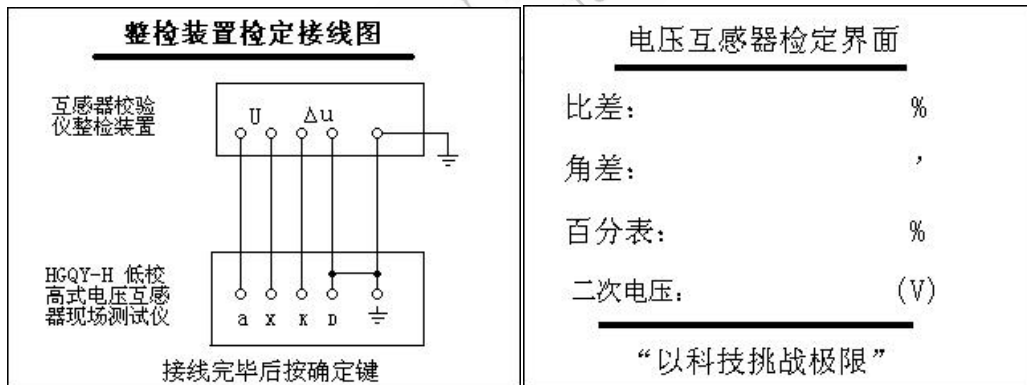 整检装置检定接线图
互感器校验
仪整检装置
U Δu
HGQY-H 低校
高式电压互感
器现场测试仪
a x K D
接线完毕后按确定键
电压互感器检定界面
比差： %
角差： ′
百分表： %
二次电压： (V)
“以科技挑战极限”